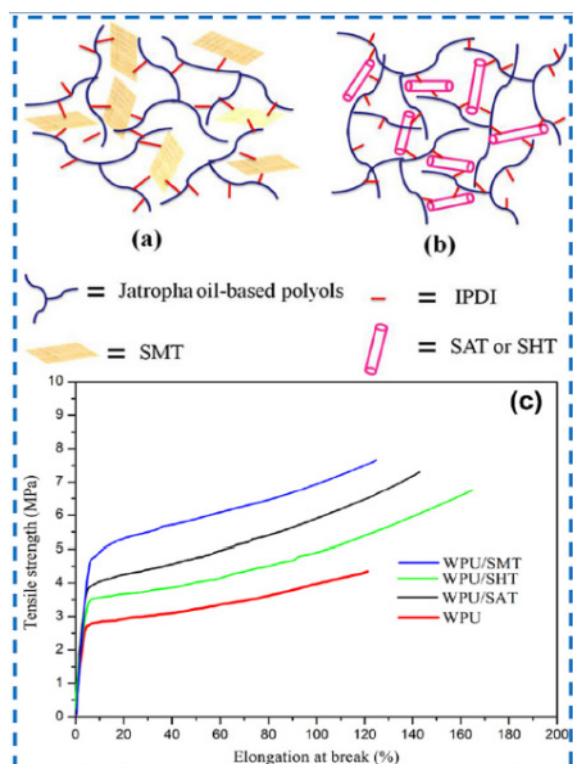 (a)
(b)
= Jatropha oil-based polyols
= IPDI
= SMT
= SAT or SHT
(c)
Tensile strength (MPa)
10
9
8
7
6
5
4
3
2
1
0
WPU/SMT
WPU/SHT
WPU/SAT
WPU
0 20 40 60 80 100 120 140 160 180 200
Elongation at break (%)